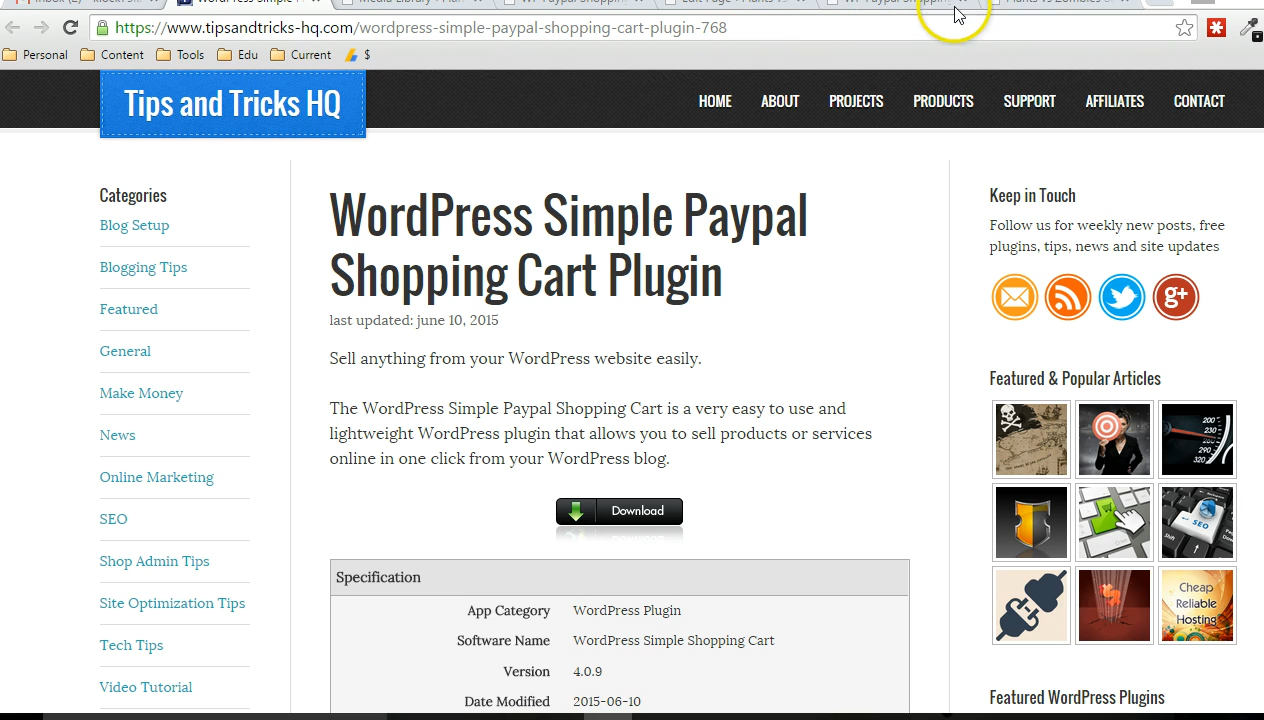 https://www.tipsandtricks-hq.com/wordpress-simple-paypal-shopping-cart-plugin-768
Personal Content Tools Edu Current $
Tips and Tricks HQ
HOME ABOUT PROJECTS PRODUCTS SUPPORT AFFILIATES CONTACT
Categories
Blog Setup
Blogging Tips
Featured
General
Make Money
News
Online Marketing
SEO
Shop Admin Tips
Site Optimization Tips
Tech Tips
Video Tutorial
WordPress Simple Paypal
Shopping Cart Plugin
last updated: june 10, 2015
Sell anything from your WordPress website easily.
The WordPress Simple Paypal Shopping Cart is a very easy to use and
lightweight WordPress plugin that allows you to sell products or services
online in one click from your WordPress blog.
Download
Specification
App Category WordPress Plugin
Software Name WordPress Simple Shopping Cart
Version 4.0.9
Date Modified 2015-06-10
Keep in Touch
Follow us for weekly new posts, free
plugins, tips, news and site updates
g+
Featured & Popular Articles
200
230
290
320
SEO
Shift
Cheap
Reliable
Hosting
Featured WordPress Plugins